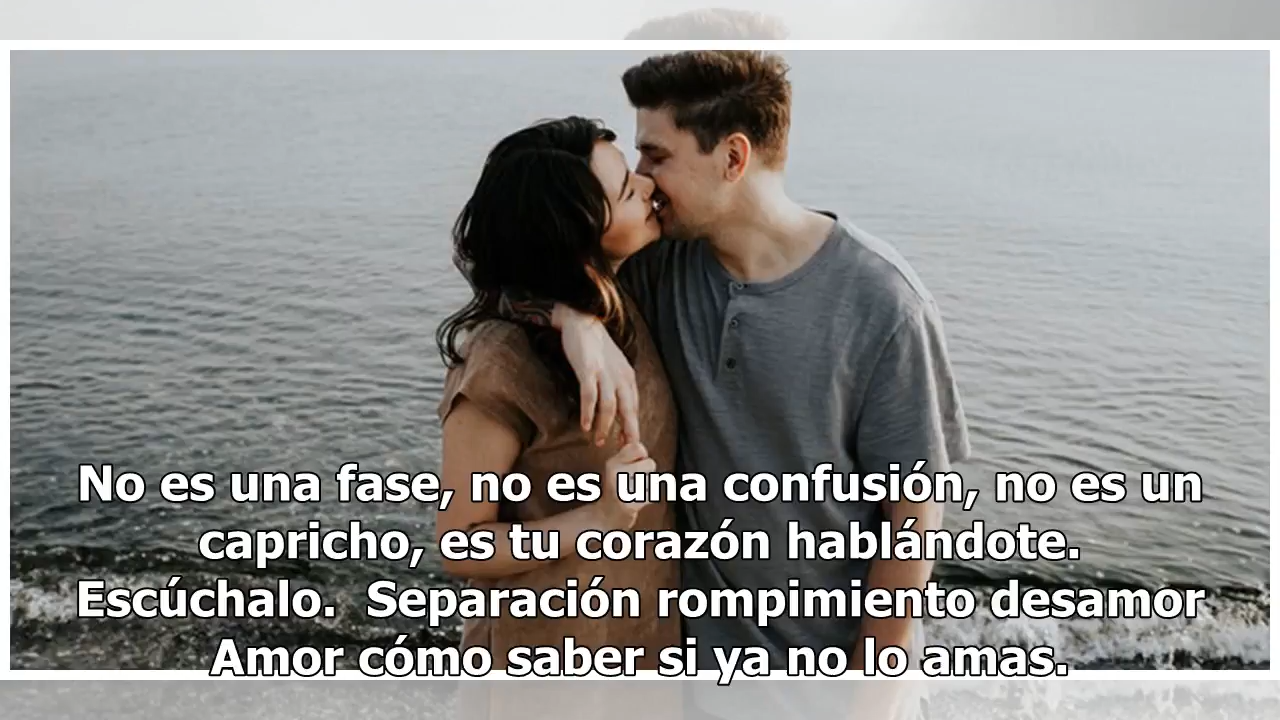 No es una fase, no es una confusión, no es un
capricho, es tu corazón hablándote.
Escúchalo.  Separación rompimiento desamor
Amor cómo saber si ya no lo amas.